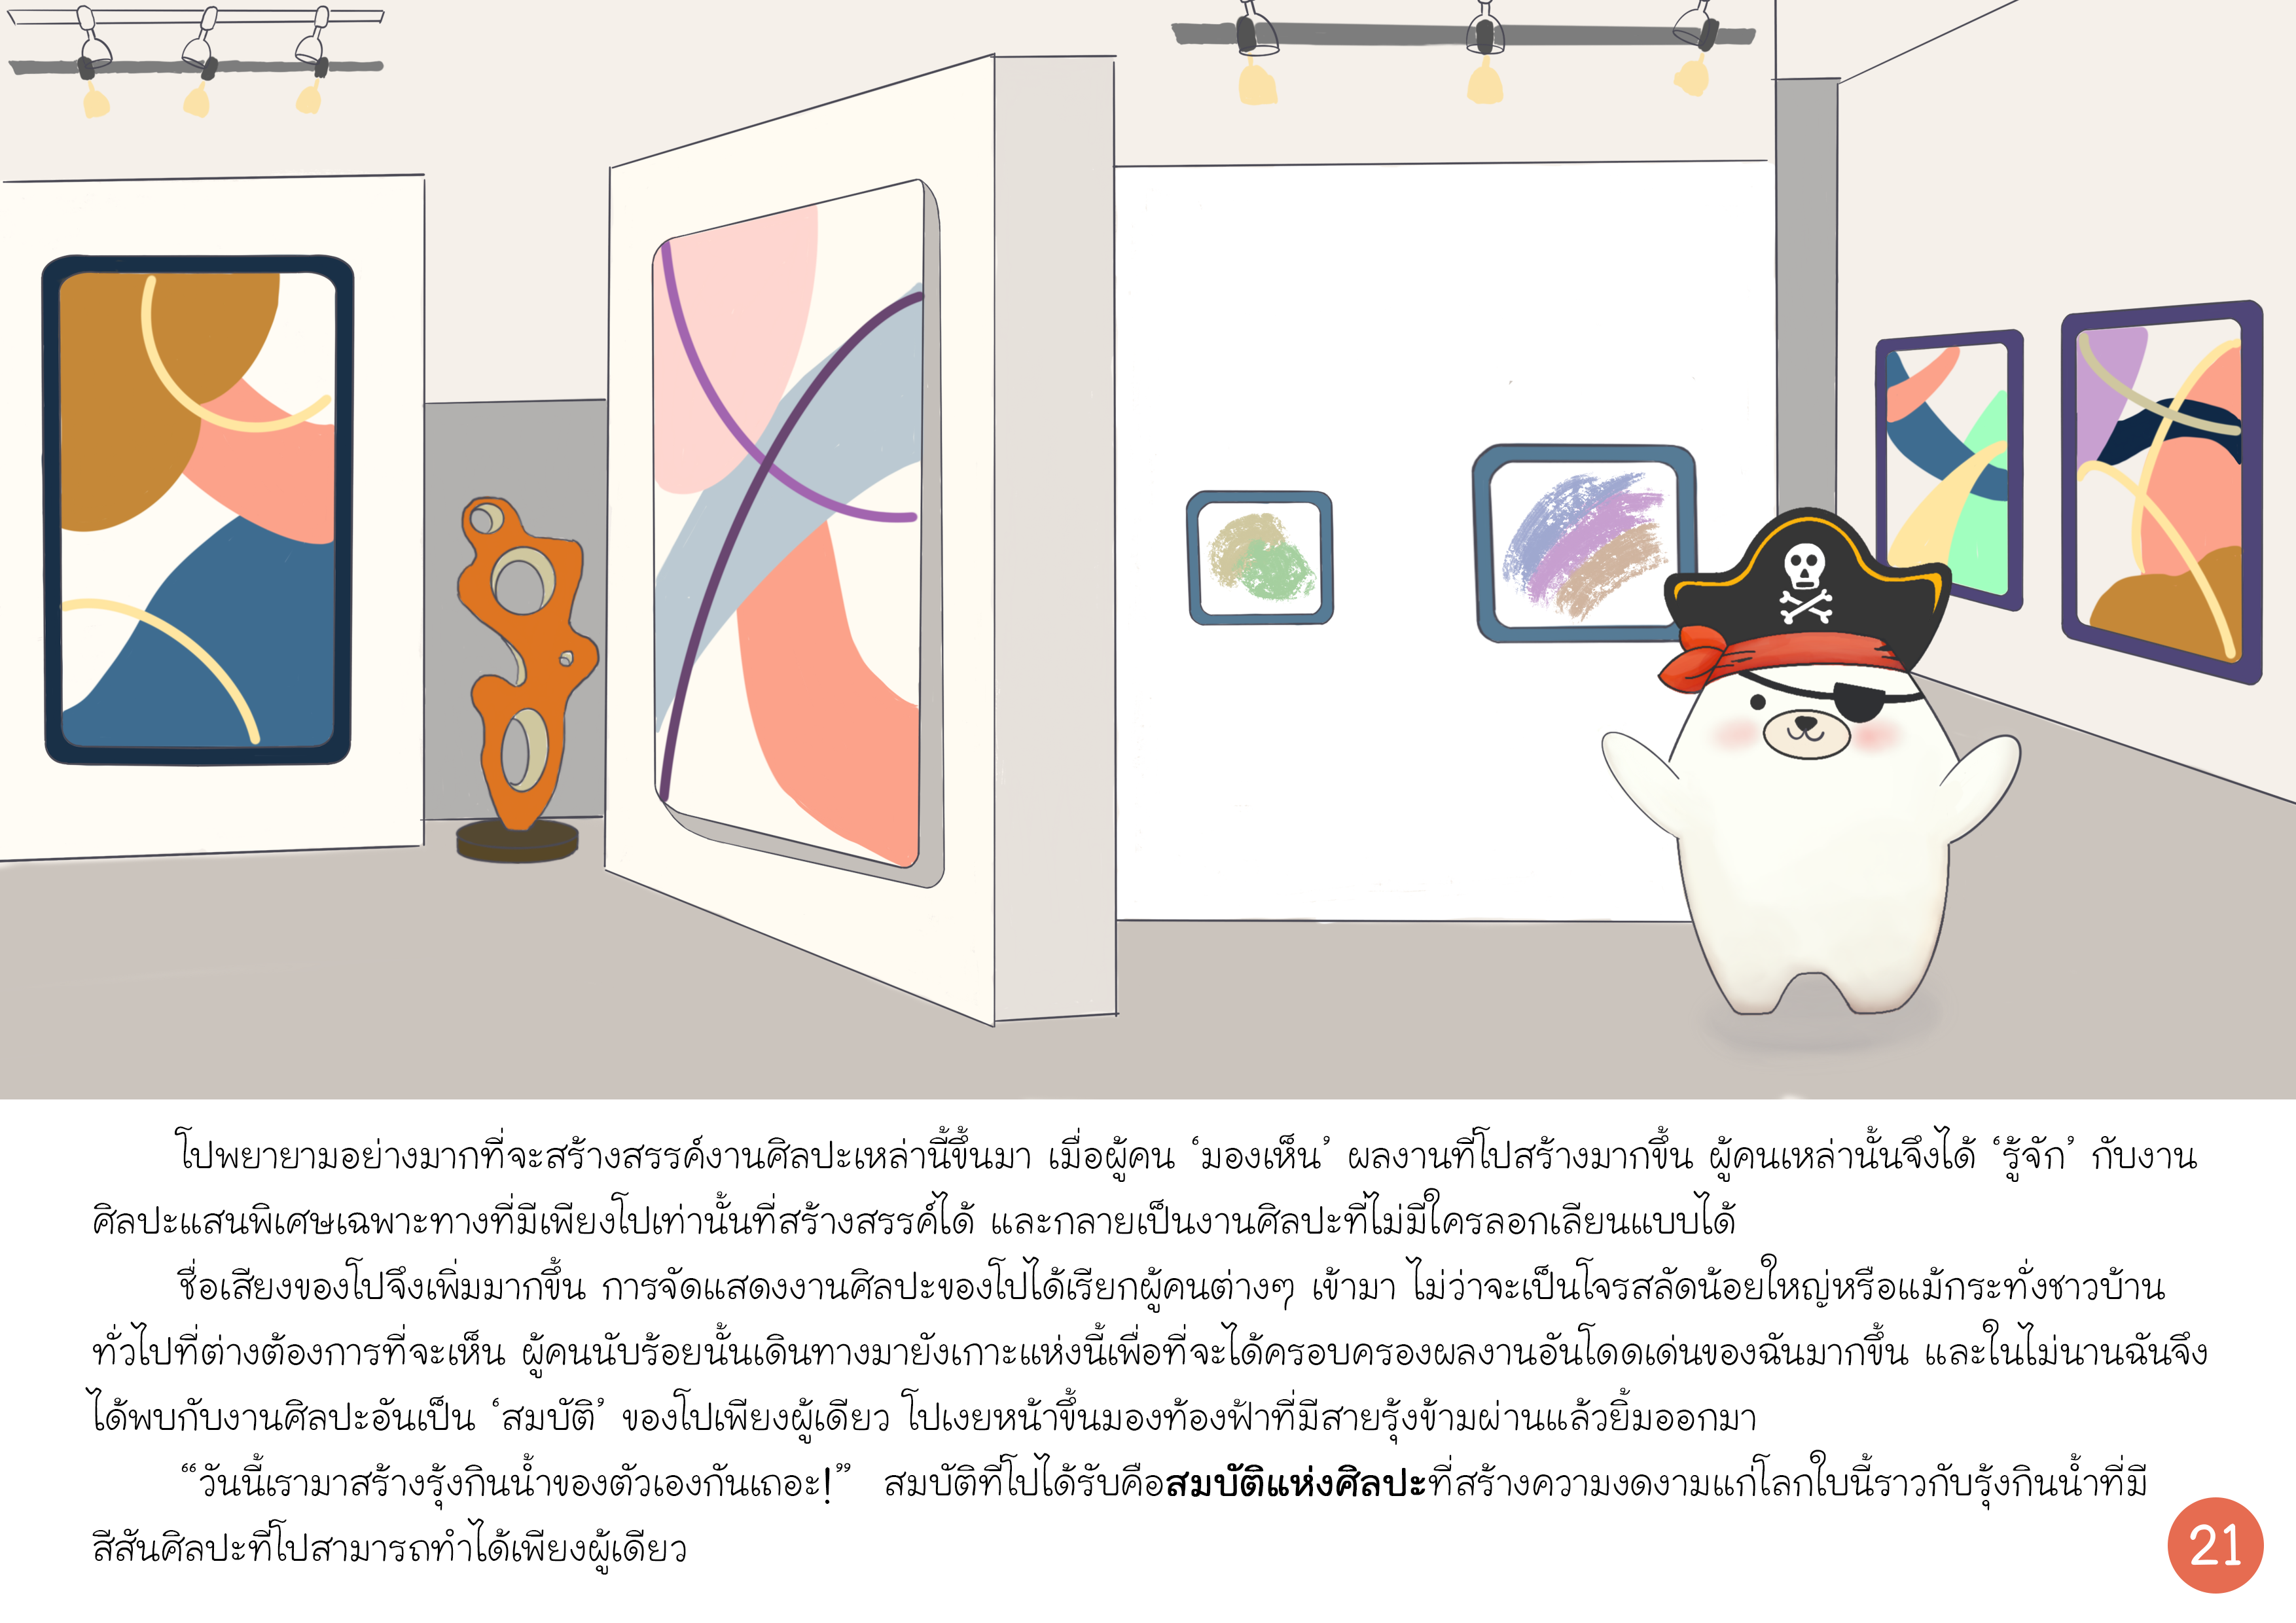 โปพยายามอย่างมากที่จะสร้างสรรค์งานศิลปะเหล่านี้ขึ้นมา เมื่อผู้คน ‘มองเห็น’ ผลงานที่โปสร้างมากขึ้น ผู้คนเหล่านั้นจึงได้ ‘รู้จัก’ กับงาน
ศิลปะแสนพิเศษเฉพาะทางที่มีเพียงโปเท่านั้นที่สร้างสรรค์ได้ และกลายเป็นงานศิลปะที่ไม่มีใครลอกเลียนแบบได้
ชื่อเสียงของโปจึงเพิ่มมากขึ้น การจัดแสดงงานศิลปะของโปได้เรียกผู้คนต่างๆ เข้ามา ไม่ว่าจะเป็นโจรสลัดน้อยใหญ่หรือแม้กระทั่งชาวบ้าน
ทั่วไปที่ต่างต้องการที่จะเห็น ผู้คนนับร้อยนั้นเดินทางมายังเกาะแห่งนี้เพื่อที่จะได้ครอบครองผลงานอันโดดเด่นของฉันมากขึ้น และในไม่นานฉันจึง
ได้พบกับงานศิลปะอันเป็น ‘สมบัติ’ ของโปเพียงผู้เดียว โปเงยหน้าขึ้นมองท้องฟ้าที่มีสายรุ้งข้ามผ่านแล้วยิ้มออกมา
“วันนี้เรามาสร้างรุ้งกินน้ำของตัวเองกันเถอะ!” สมบัติที่โปได้รับคือสมบัติแห่งศิลปะที่สร้างความงดงามแก่โลกใบนี้ราวกับรุ้งกินน้ำที่มี
สีสันศิลปะที่โปสามารถทำได้เพียงผู้เดียว
21